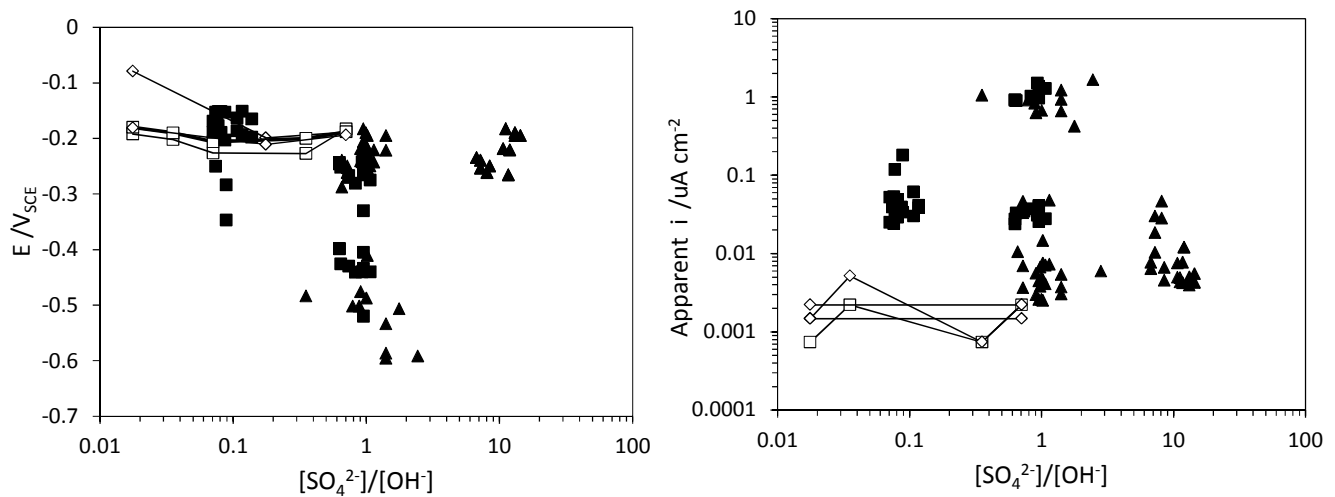 0
-0.1
-0.2
-0.3
-0.4
-0.5
-0.6
-0.7
E /V_SCE
0.01 0.1 1 10 100
[SO₄²⁻]/[OH⁻]
10
1
0.1
0.01
0.001
0.0001
Apparent i /uA cm⁻²
0.01 0.1 1 10 100
[SO₄²⁻]/[OH⁻]